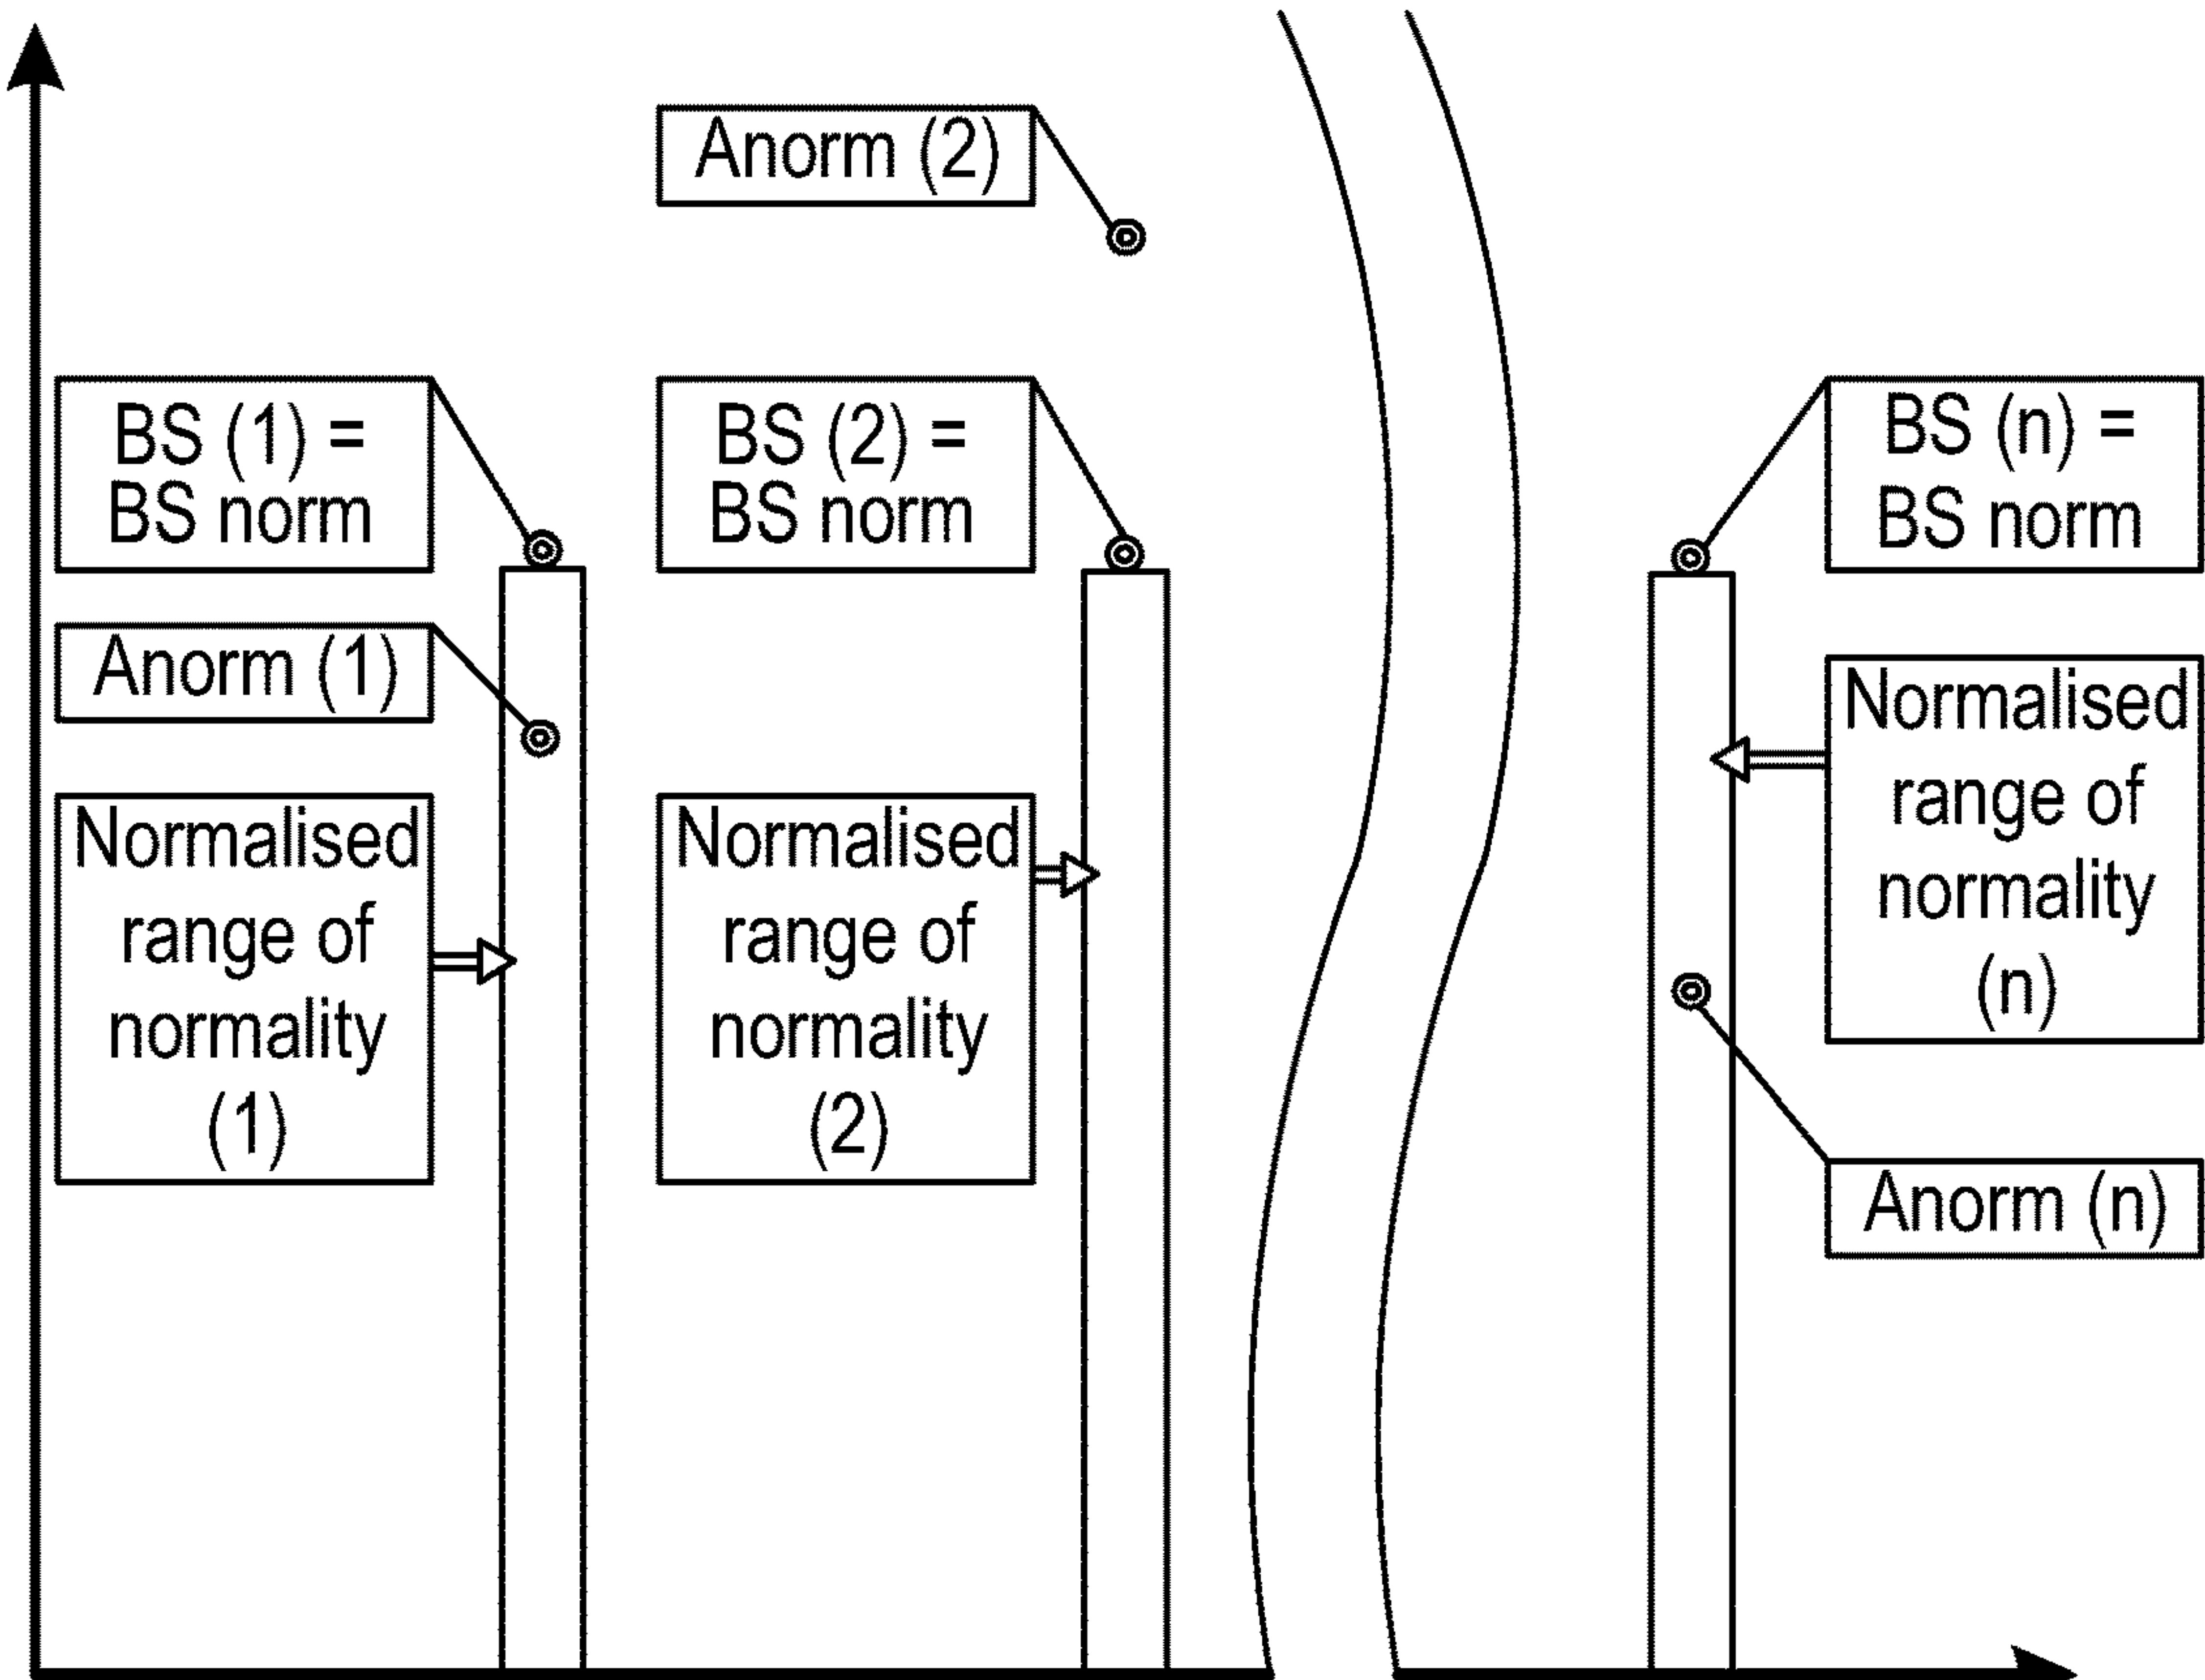 Anorm (2)
BS (1) =
BS norm
BS (2) =
BS norm
BS (n) =
BS norm
Anorm (1)
Normalised
range of
normality
(1)
Normalised
range of
normality
(2)
Normalised
range of
normality
(n)
Anorm (n)